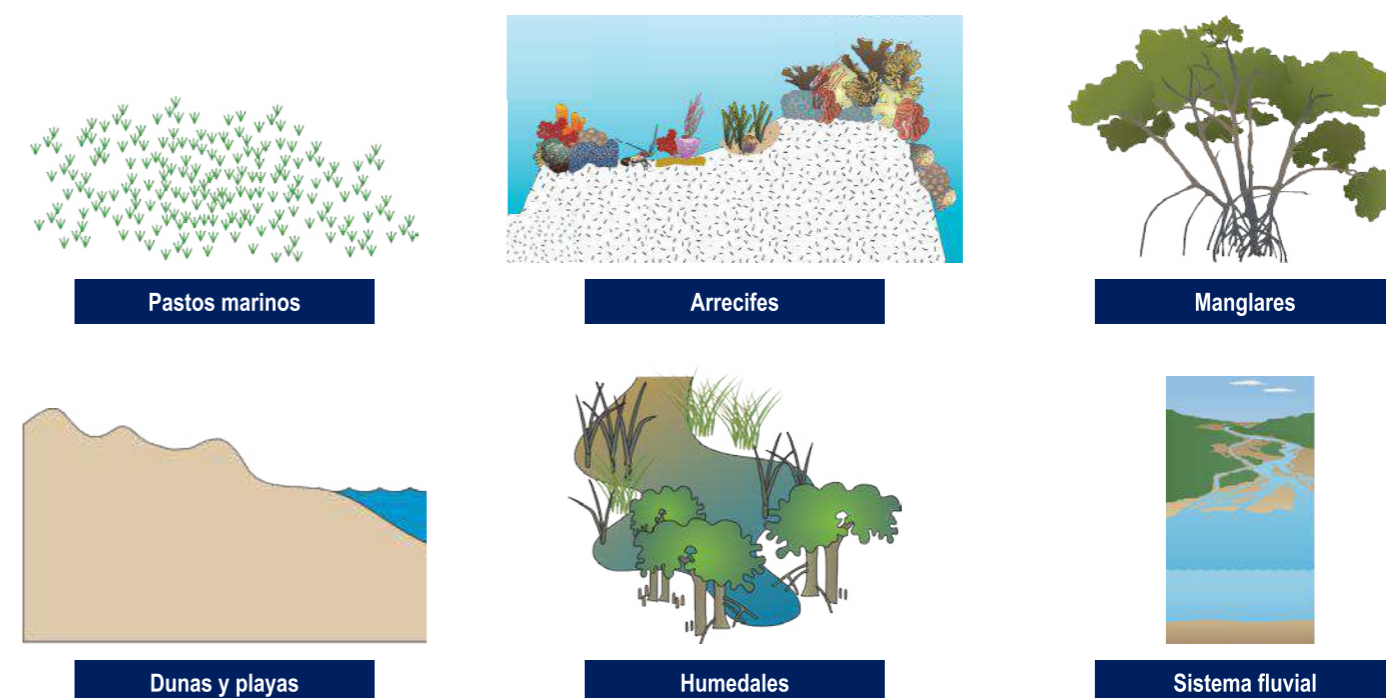 Pastos marinos
Arrecifes
Manglares
Dunas y playas
Humedales
Sistema fluvial